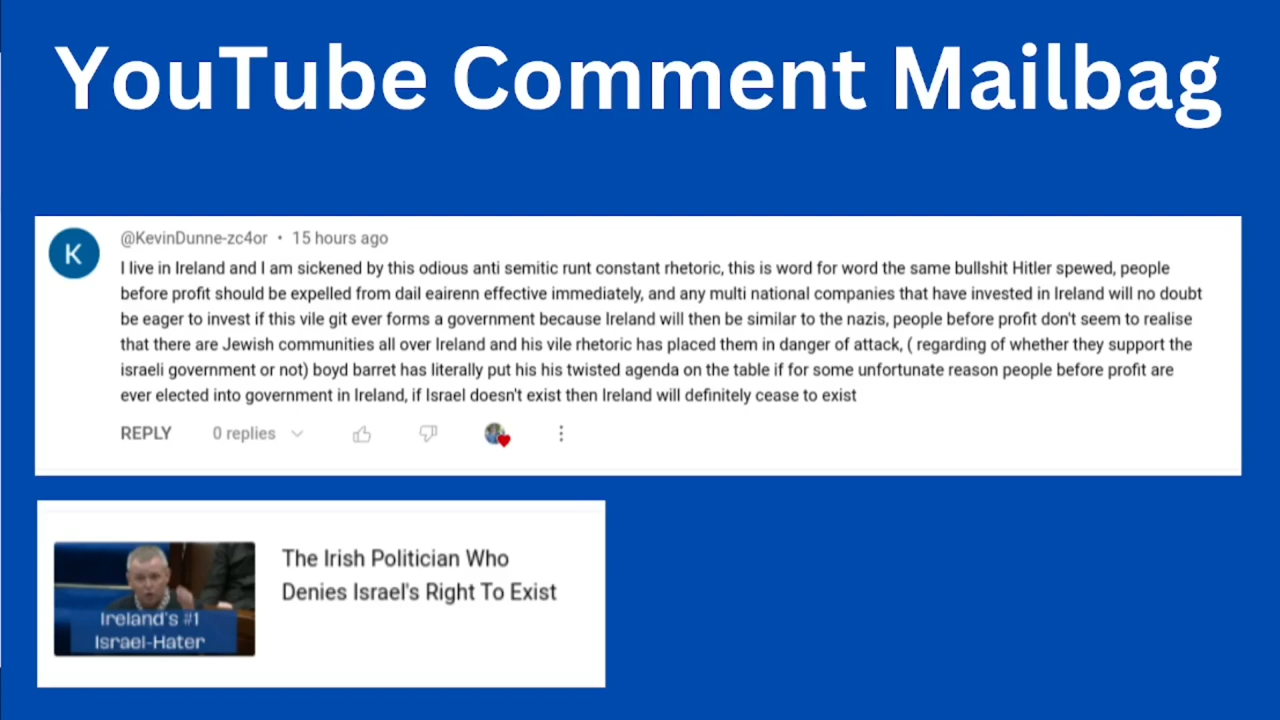 YouTube Comment Mailbag
K
@KevinDunne-zc4or • 15 hours ago
I live in Ireland and I am sickened by this odious anti semitic runt constant rhetoric, this is word for word the same bullshit Hitler spewed, people
before profit should be expelled from dail eairenn effective immediately, and any multi national companies that have invested in Ireland will no doubt
be eager to invest if this vile git ever forms a government because Ireland will then be similar to the nazis, people before profit don't seem to realise
that there are Jewish communities all over Ireland and his vile rhetoric has placed them in danger of attack, ( regarding of whether they support the
israeli government or not) boyd barret has literally put his his twisted agenda on the table if for some unfortunate reason people before profit are
ever elected into government in Ireland, if Israel doesn't exist then Ireland will definitely cease to exist
REPLY 0 replies
The Irish Politician Who
Denies Israel's Right To Exist
Ireland's #1
Israel-Hater